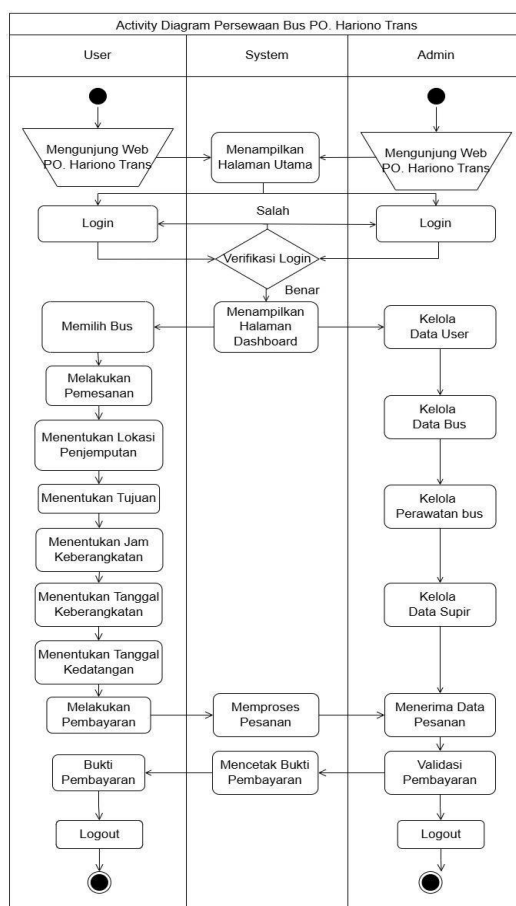 Activity Diagram Persewaan Bus PO. Hariono Trans
User
System
Admin
Mengunjung Web
PO. Hariono Trans
Menampilkan
Halaman Utama
Mengunjung Web
PO. Hariono Trans
Login
Salah
Login
Verifikasi Login
Benar
Memilih Bus
Menampilkan
Halaman
Dashboard
Kelola
Data User
Melakukan
Pemesanan
Kelola
Data Bus
Menentukan Lokasi
Penjemputan
Menentukan Tujuan
Kelola
Perawatan bus
Menentukan Jam
Keberangkatan
Menentukan Tanggal
Keberangkatan
Kelola
Data Supir
Menentukan Tanggal
Kedatangan
Melakukan
Pembayaran
Memproses
Pesanan
Menerima Data
Pesanan
Bukti
Pembayaran
Mencetak Bukti
Pembayaran
Validasi
Pembayaran
Logout
Logout